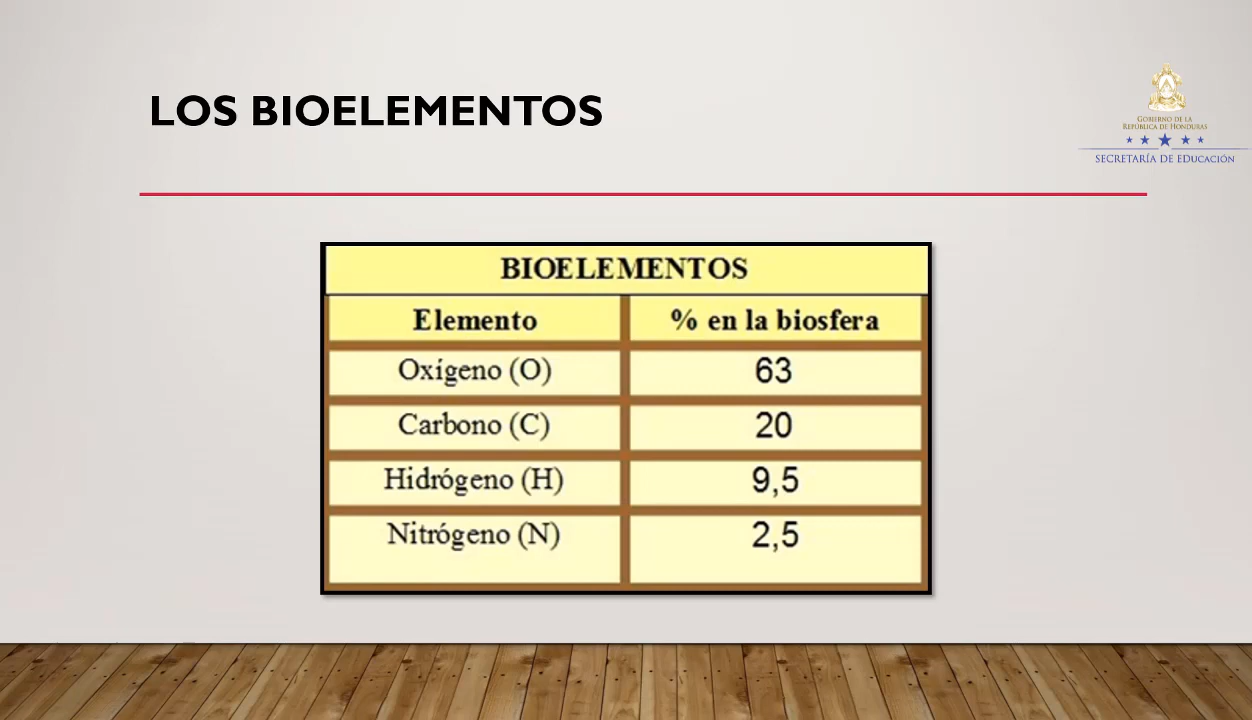 LOS BIOELEMENTOS
GOBIERNO DE LA
REPÚBLICA DE HONDURAS
SECRETARÍA DE EDUCACIÓN
BIOELEMENTOS
Elemento % en la biosfera
Oxígeno (O) 63
Carbono (C) 20
Hidrógeno (H) 9,5
Nitrógeno (N) 2,5